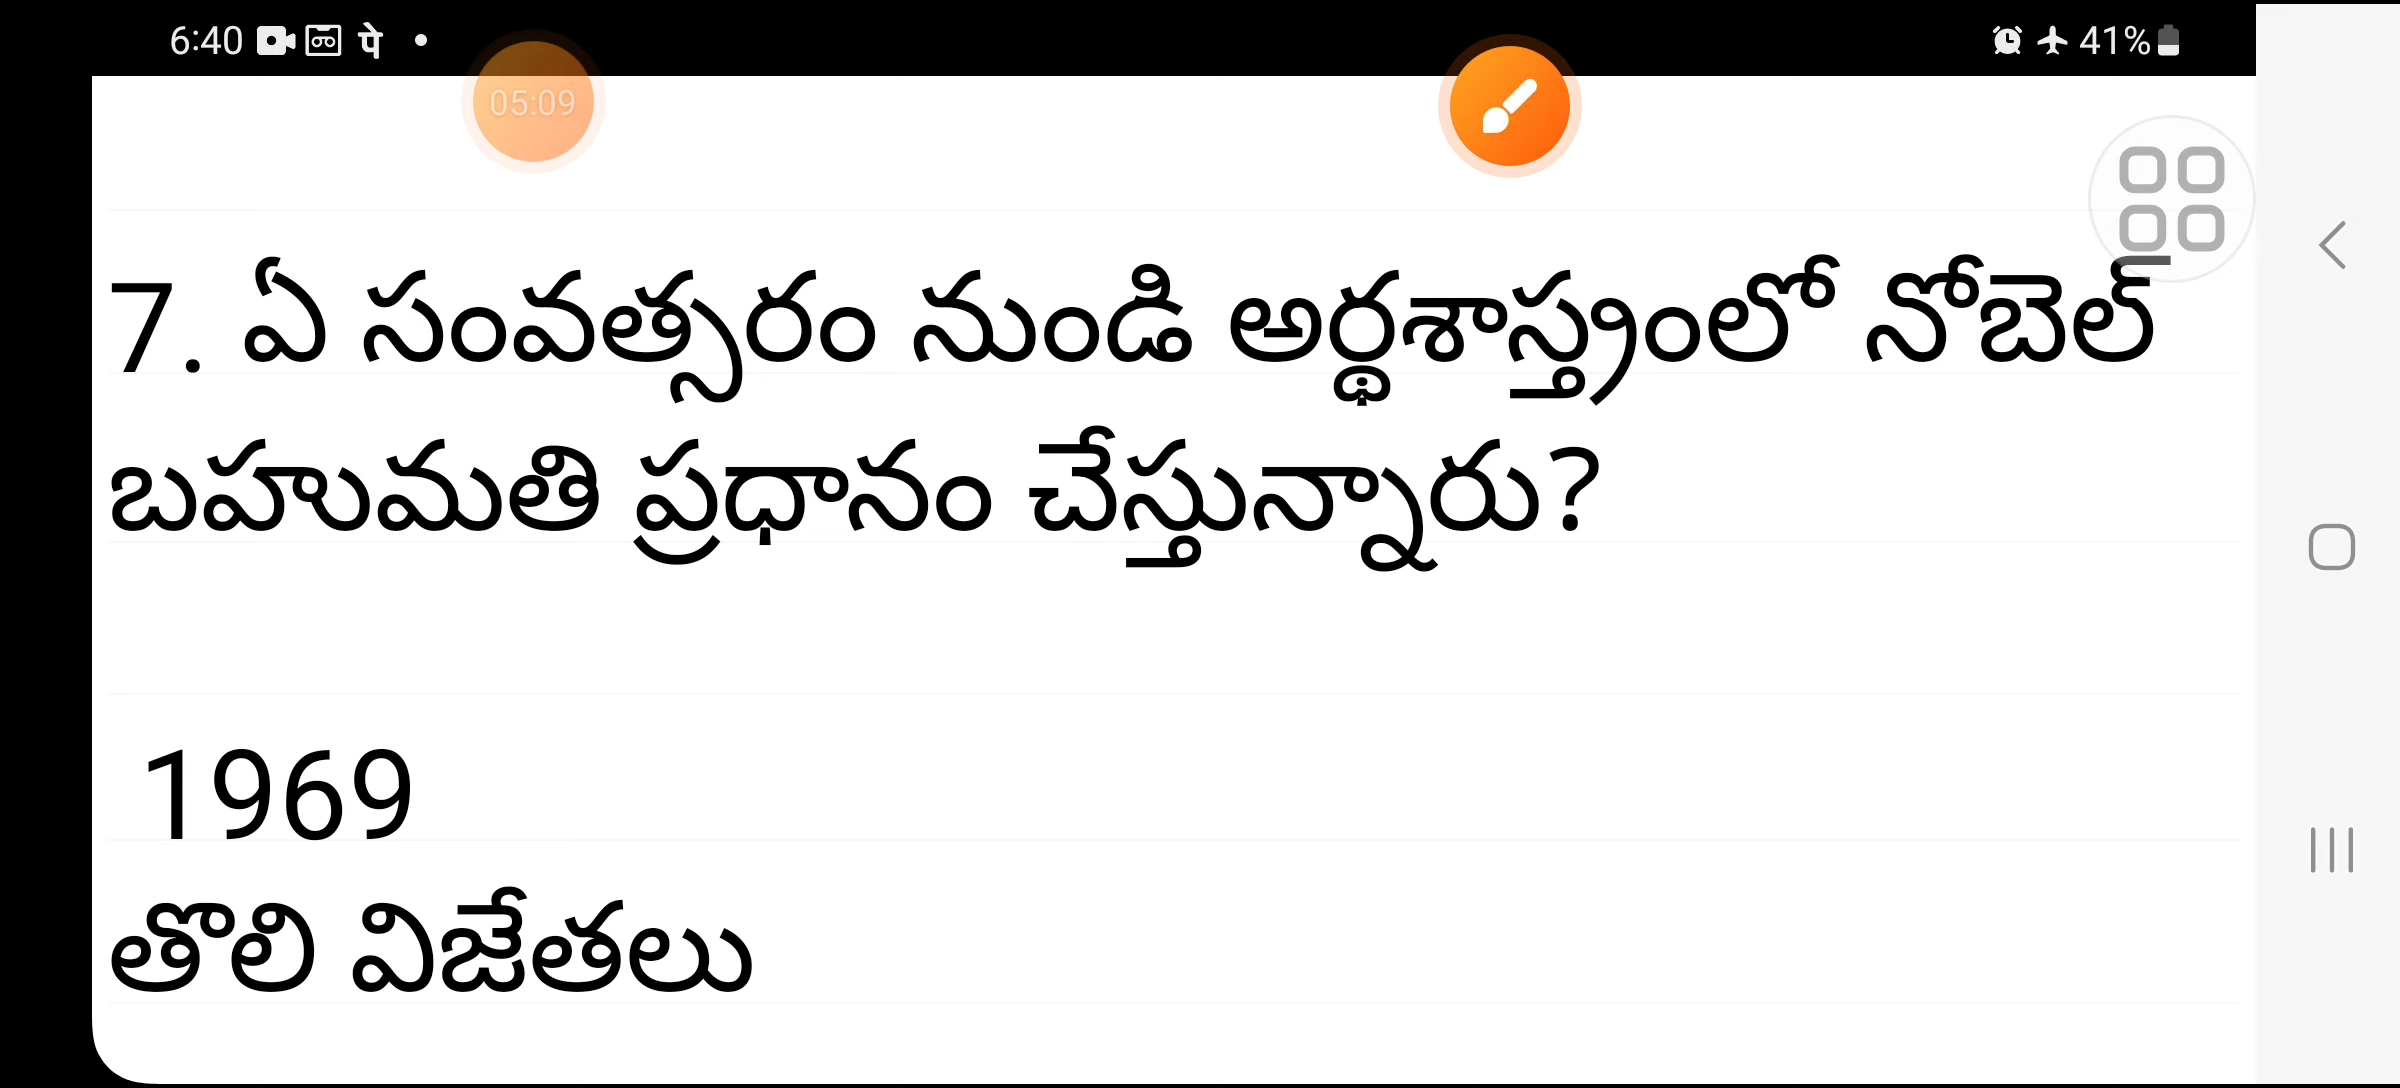 6:40 पे 41%
05:09
7. ఏ సంవత్సరం నుండి అర్థశాస్త్రంలో నోబెల్
బహుమతి ప్రధానం చేస్తున్నారు?
1969
తొలి విజేతలు